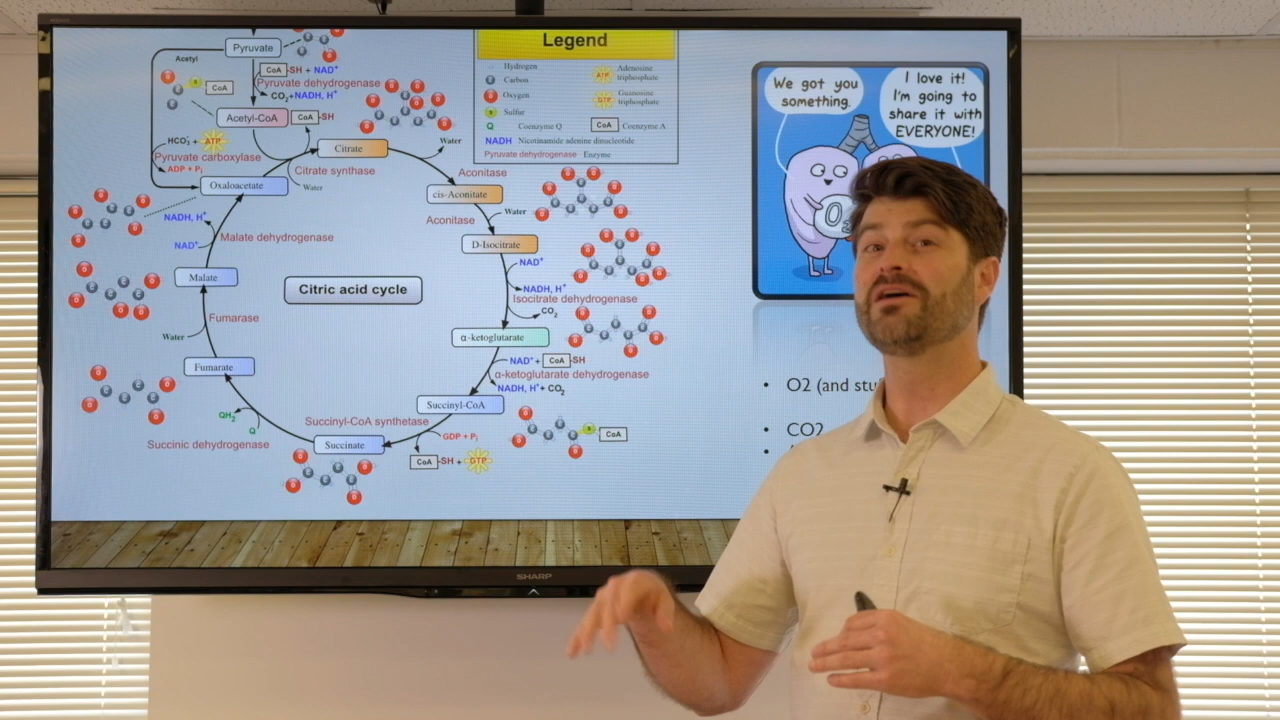 Pyruvate
Acetyl
CoA
CoA -SH + NAD+
Pyruvate dehydrogenase
CO2+NADH, H+
Acetyl-CoA
CoA -SH
HCO3- + ATP
Pyruvate carboxylase
ADP + Pi
Citrate
Citrate synthase
Water
Water
Oxaloacetate
Aconitase
cis-Aconitate
Aconitase
Water
D-Isocitrate
NAD+
NADH, H+
Isocitrate dehydrogenase
CO2
α-ketoglutarate
NAD+ + CoA -SH
α-ketoglutarate dehydrogenase
NADH, H+ + CO2
Succinyl-CoA
CoA
Succinyl-CoA synthetase
GDP + Pi
CoA -SH + GTP
Succinate
QH2
Q
Succinic dehydrogenase
Fumarate
Water
Fumarase
Malate
NADH, H+
NAD+
Malate dehydrogenase
Citric acid cycle
Legend
Hydrogen
Carbon
Oxygen
Sulfur
Q Coenzyme Q
ATP Adenosine
triphosphate
GTP Guanosine
triphosphate
CoA Coenzyme A
NADH Nicotinamide adenine dinucleotide
Pyruvate dehydrogenase Enzyme
We got you
something.
I love it!
I'm going to
share it with
EVERYONE!
O2
• O2 (and stu
• CO2
SHARP